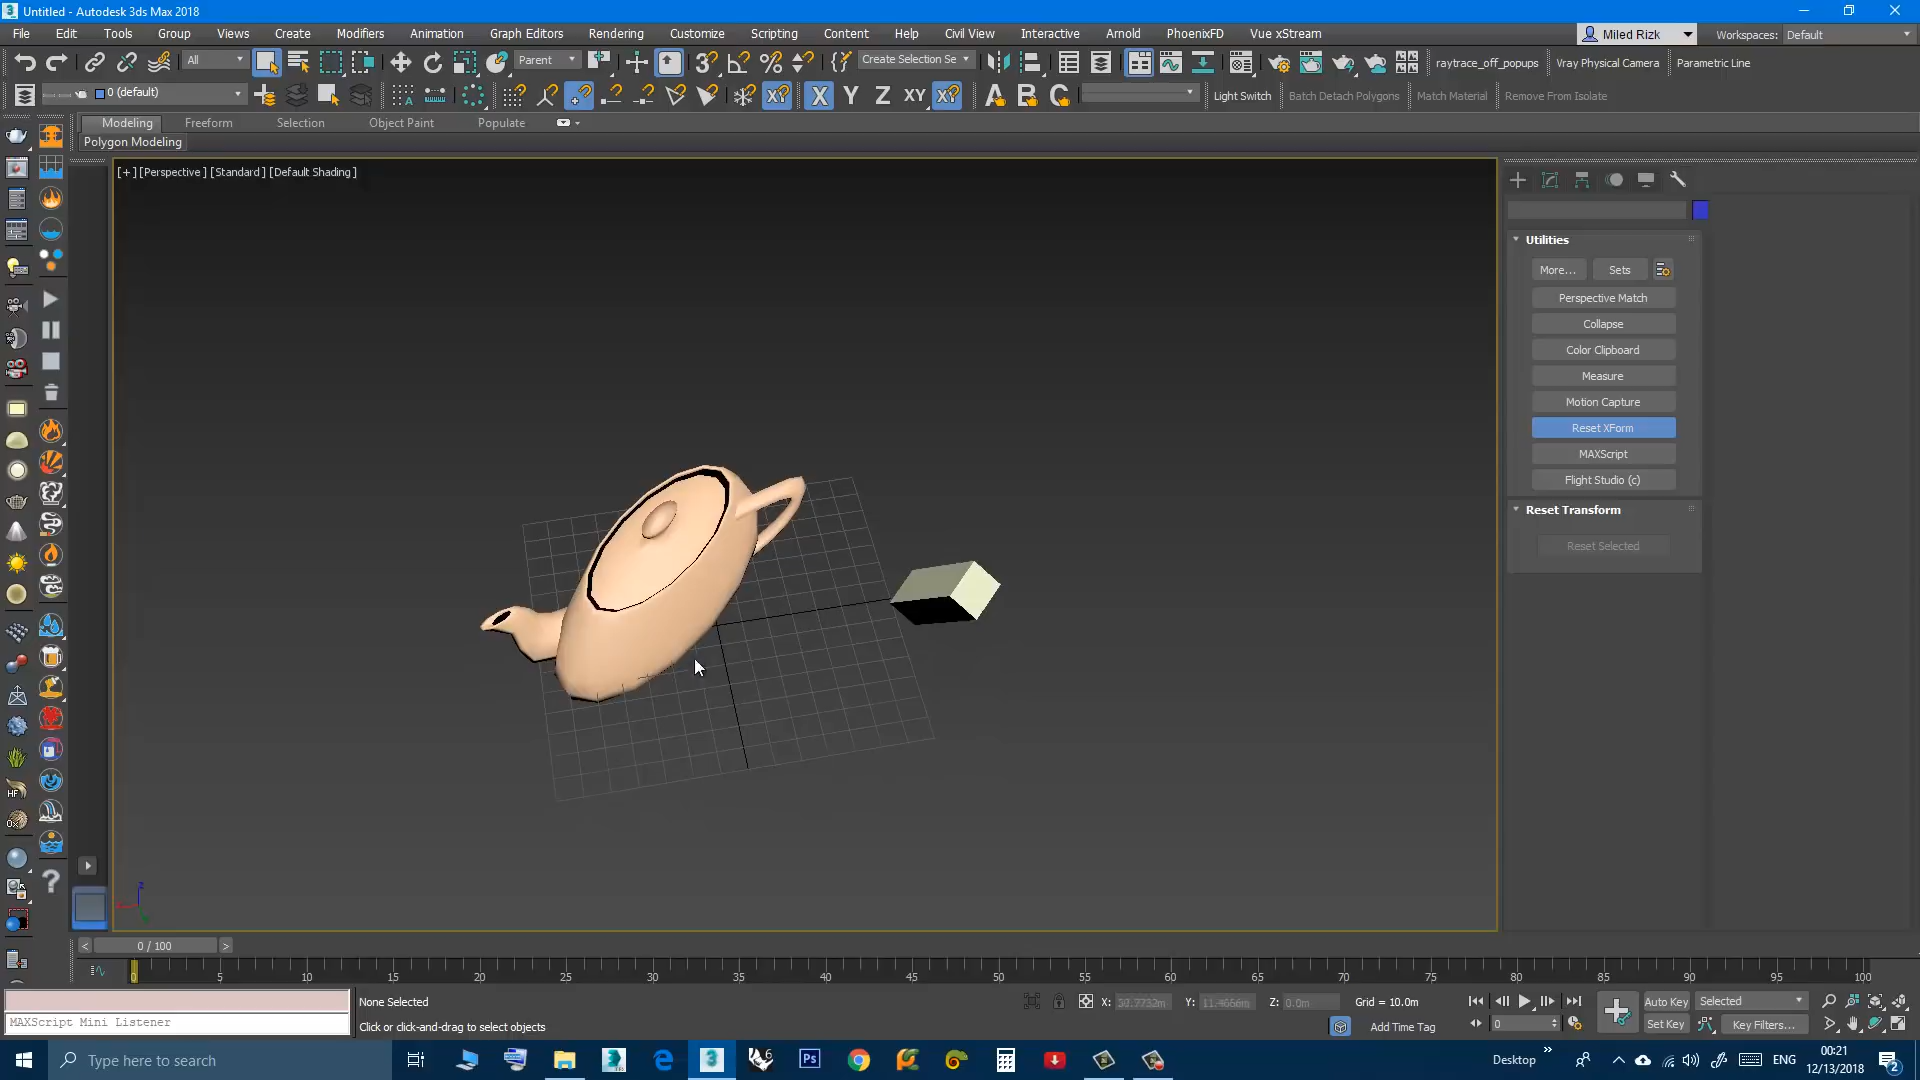 Untitled - Autodesk 3ds Max 2018
File Edit Tools Group Views Create Modifiers Animation Graph Editors Rendering Customize Scripting Content Help Civil View Interactive Arnold PhoenixFD Vue xStream Miled Rizk Workspaces: Default
All Parent Create Selection Se raytrace_off_popups Vray Physical Camera Parametric Line
0 (default) X Y Z XY XY A B C Light Switch Batch Detach Polygons Match Material Remove From Isolate
Modeling Freeform Selection Object Paint Populate
Polygon Modeling
[+] [Perspective] [Standard] [Default Shading]
Utilities
More... Sets
Perspective Match
Collapse
Color Clipboard
Measure
Motion Capture
Reset XForm
MAXScript
Flight Studio (c)
Reset Transform
Reset Selected
< 0 / 100 >
0 5 10 15 20 25 30 35 40 45 50 55 60 65 70 75 80 85 90 95 100
None Selected X: Y: Z: 0.0m Grid = 10.0m Auto Key Selected
MAXScript Mini Listener Click or click-and-drag to select objects Add Time Tag 0 Set Key Key Filters...
Type here to search Desktop ENG 00:21
12/13/2018 2